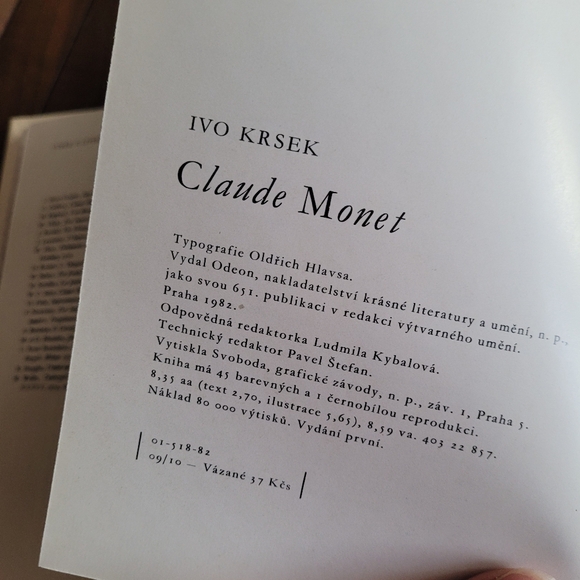 IVO KRSEK
Claude Monet
Typografie Oldřich Hlavsa.
Vydal Odeon, nakladatelství krásné literatury a umění, n. p.,
jako svou 651. publikaci v redakci výtvarného umění.
Praha 1982.
Odpovědná redaktorka Ludmila Kybalová.
Technický redaktor Pavel Štefan.
Vytiskla Svoboda, grafické závody, n. p., záv. 1, Praha 5.
Kniha má 45 barevných a 1 černobílou reprodukci.
8,35 aa (text 2,70, ilustrace 5,65), 8,59 va. 403 22 857.
Náklad 80 000 výtisků. Vydání první.
01-518-82
09/10 — Vázané 37 Kčs